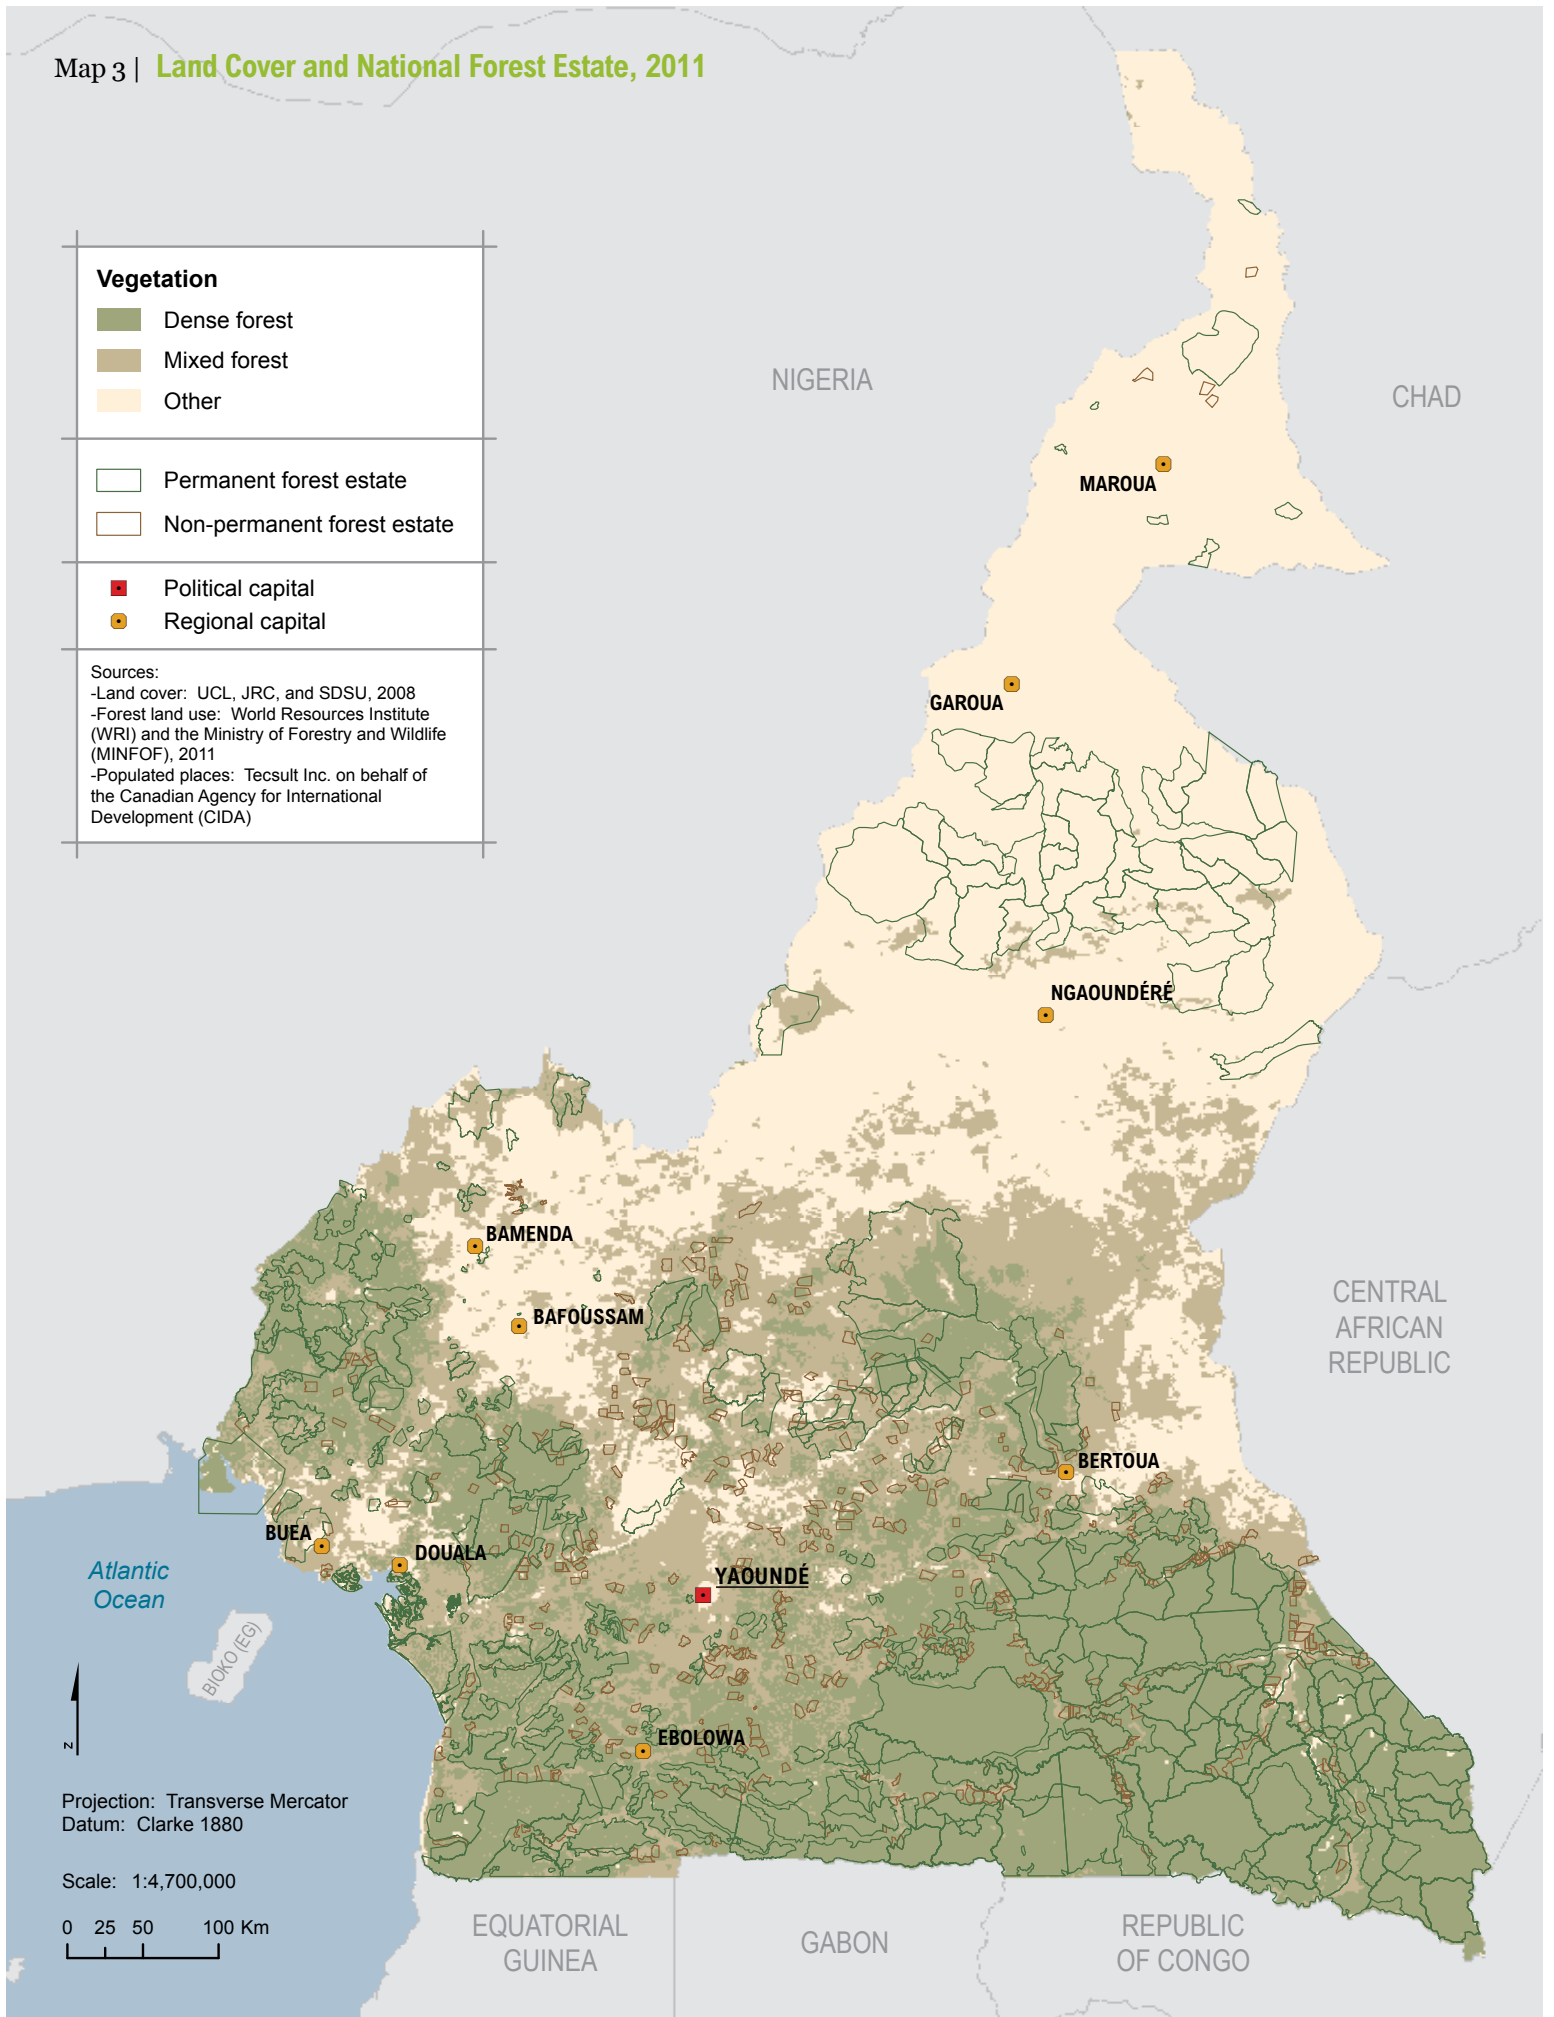 Map 3 | Land Cover and National Forest Estate, 2011
Vegetation
Dense forest
Mixed forest
Other
Permanent forest estate
Non-permanent forest estate
Political capital
Regional capital
Sources:
-Land cover: UCL, JRC, and SDSU, 2008
-Forest land use: World Resources Institute
(WRI) and the Ministry of Forestry and Wildlife
(MINFOF), 2011
-Populated places: Tecsult Inc. on behalf of
the Canadian Agency for International
Development (CIDA)
NIGERIA
CHAD
MAROUA
GAROUA
NGAOUNDÉRÉ
BAMENDA
BAFOUSSAM
CENTRAL
AFRICAN
REPUBLIC
BERTOUA
BUEA
DOUALA
YAOUNDÉ
Atlantic
Ocean
BIOKO (EG)
EBOLOWA
N
Projection: Transverse Mercator
Datum: Clarke 1880
Scale: 1:4,700,000
0 25 50 100 Km
EQUATORIAL
GUINEA
GABON
REPUBLIC
OF CONGO